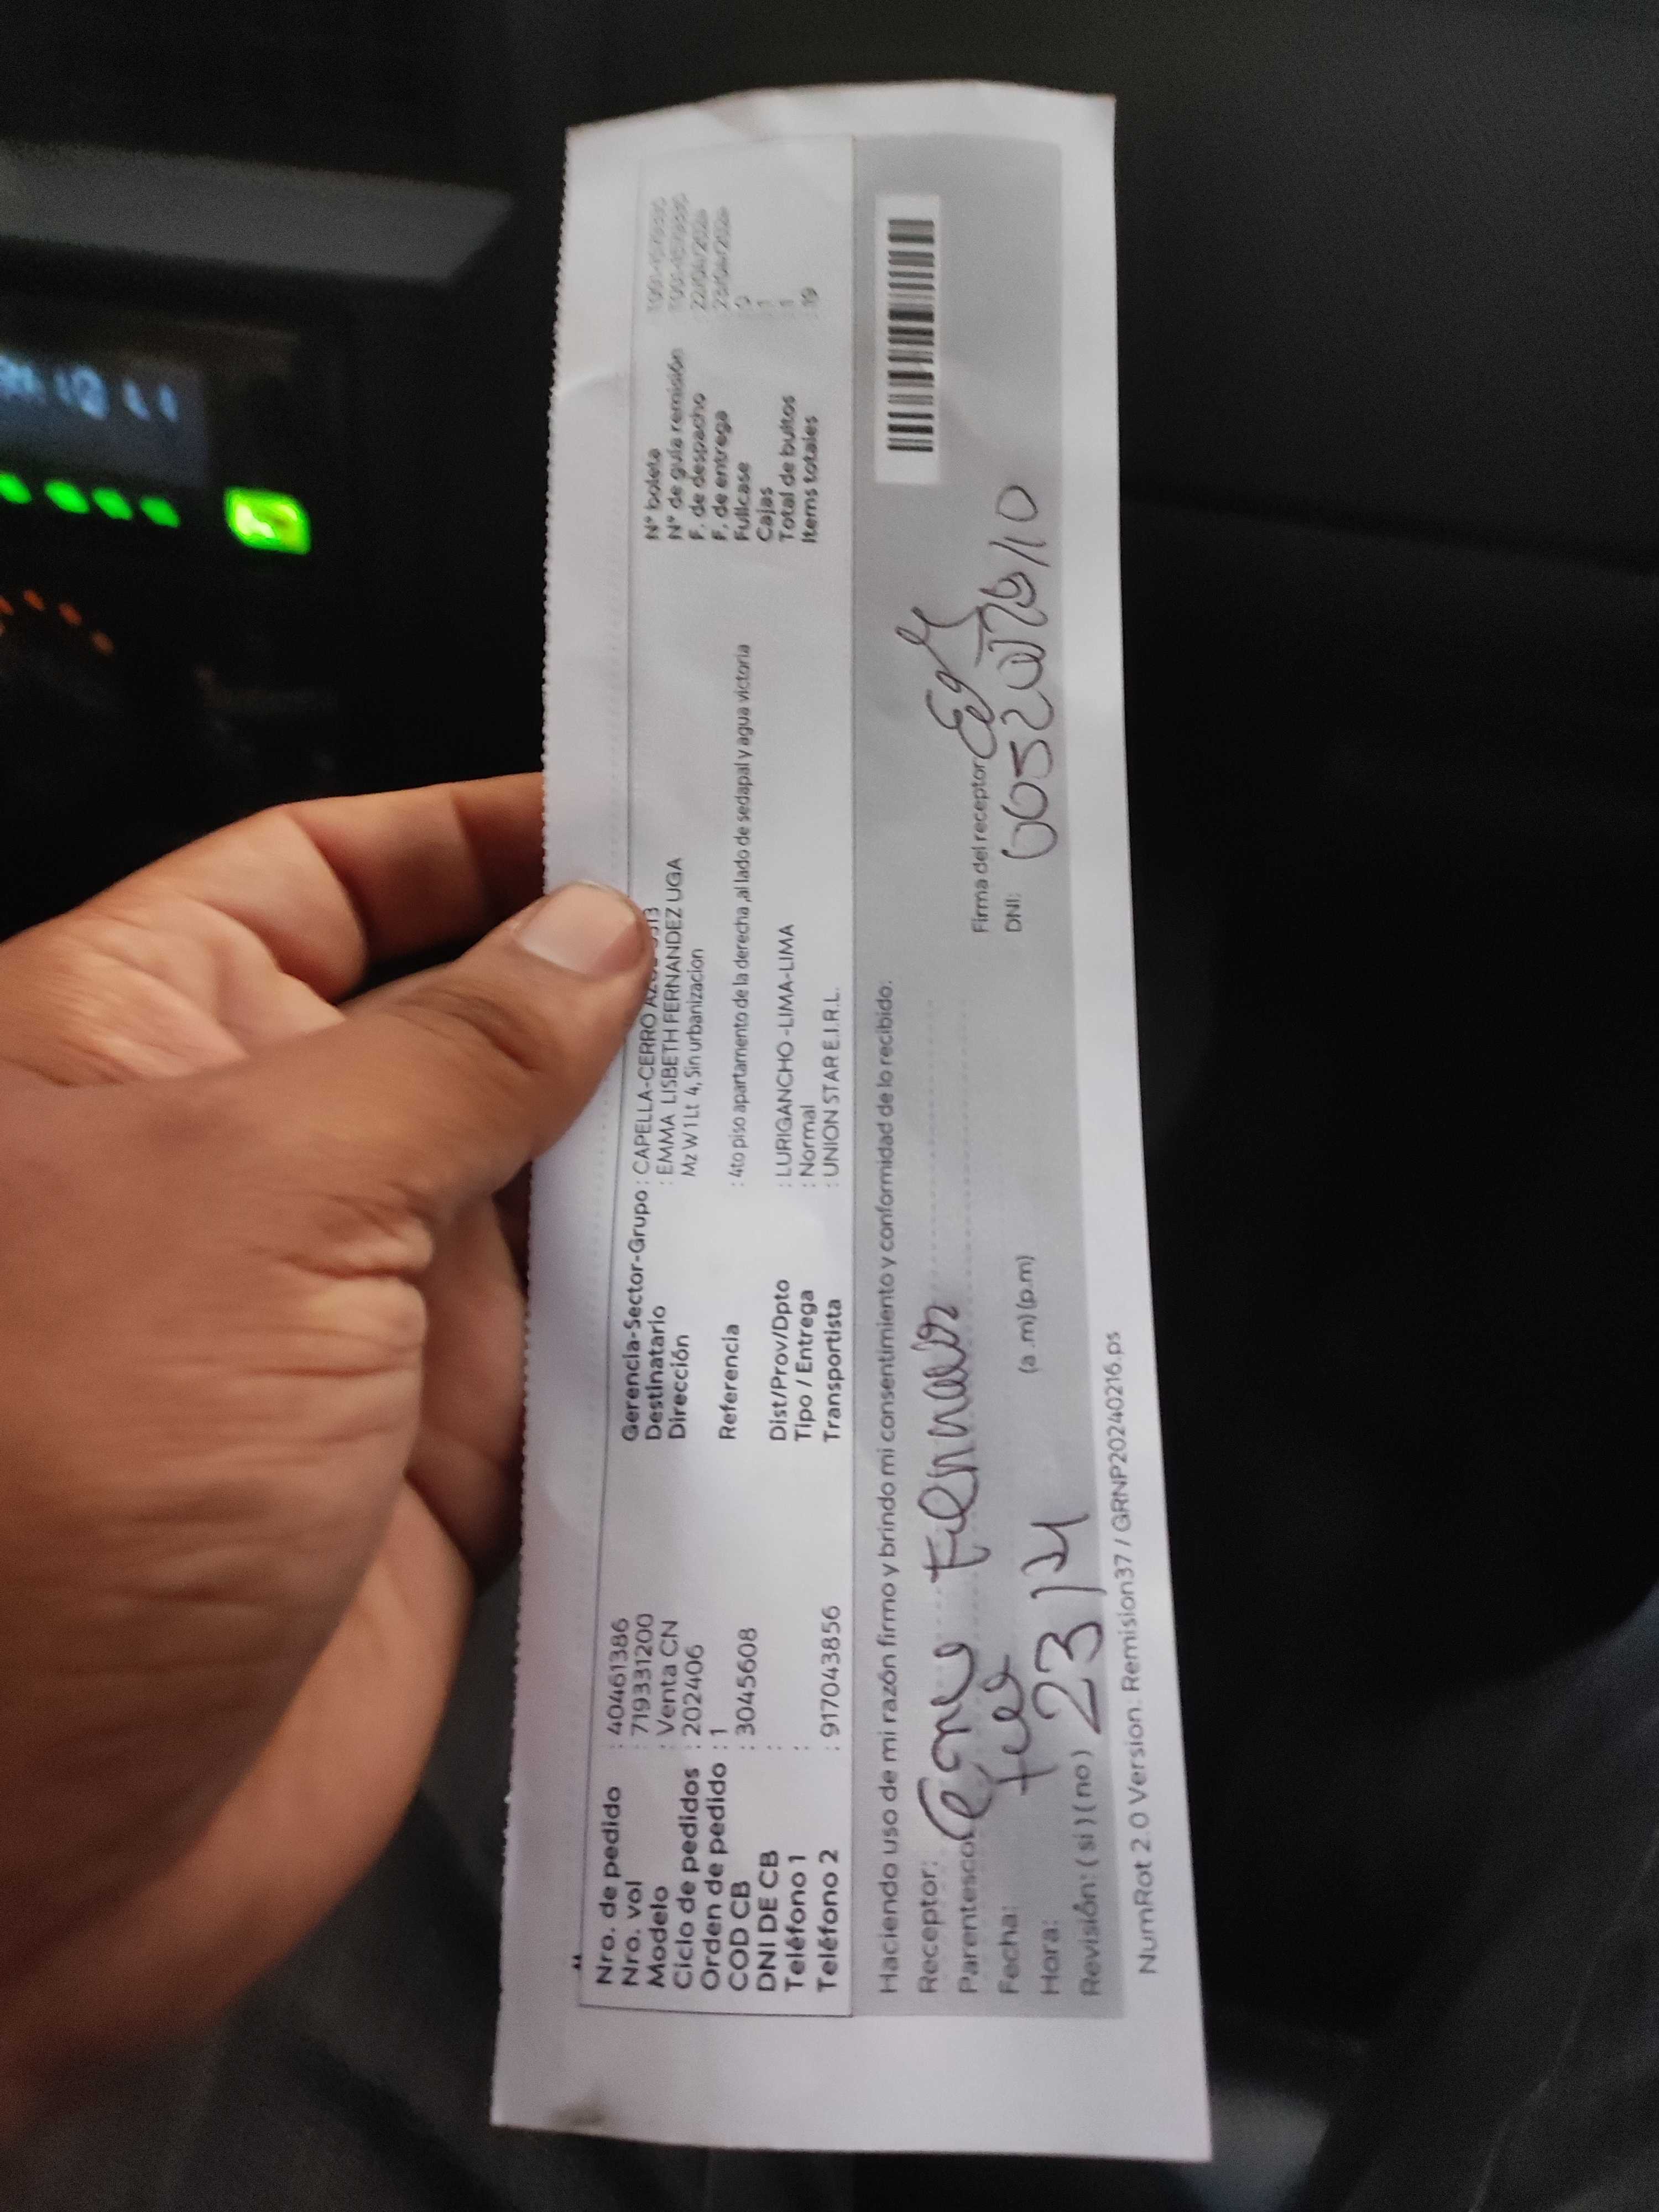 Nro. de pedido : 40461386
Nro. vol : 719331200
Modelo : Venta CN
Ciclo de pedidos : 202406
Orden de pedido : 1
COD CB : 3045608
DNI DE CB :
Teléfono 1 :
Teléfono 2 : 917043856
Gerencia-Sector-Grupo : CAPELLA-CERRO
Destinatario : EMMA LISBETH FERNANDEZ UGA
Dirección Mz W1 Lt 4, Sin urbanizacion
Referencia : 4to piso apartamento de la derecha ,al lado de sedapal y agua victoria
Dist/Prov/Dpto : LURIGANCHO -LIMA-LIMA
Tipo / Entrega : Normal
Transportista : UNION STAR E.I.R.L.
N° boleta
N° de guía remisión
F. de despacho
F. de entrega
Fullcase
Cajas 1
Total de bultos 1
Items totales 19
Haciendo uso de mi razón firmo y brindo mi consentimiento y conformidad de lo recibido.
Receptor:
Parentesco
Fecha:
Hora: (a.m) (p.m)
Revisión: ( si ) ( no ) 23/4
Firma del receptor
DNI:
NumRot 2.0 Version: Remision37 / GRNP20240216.ps